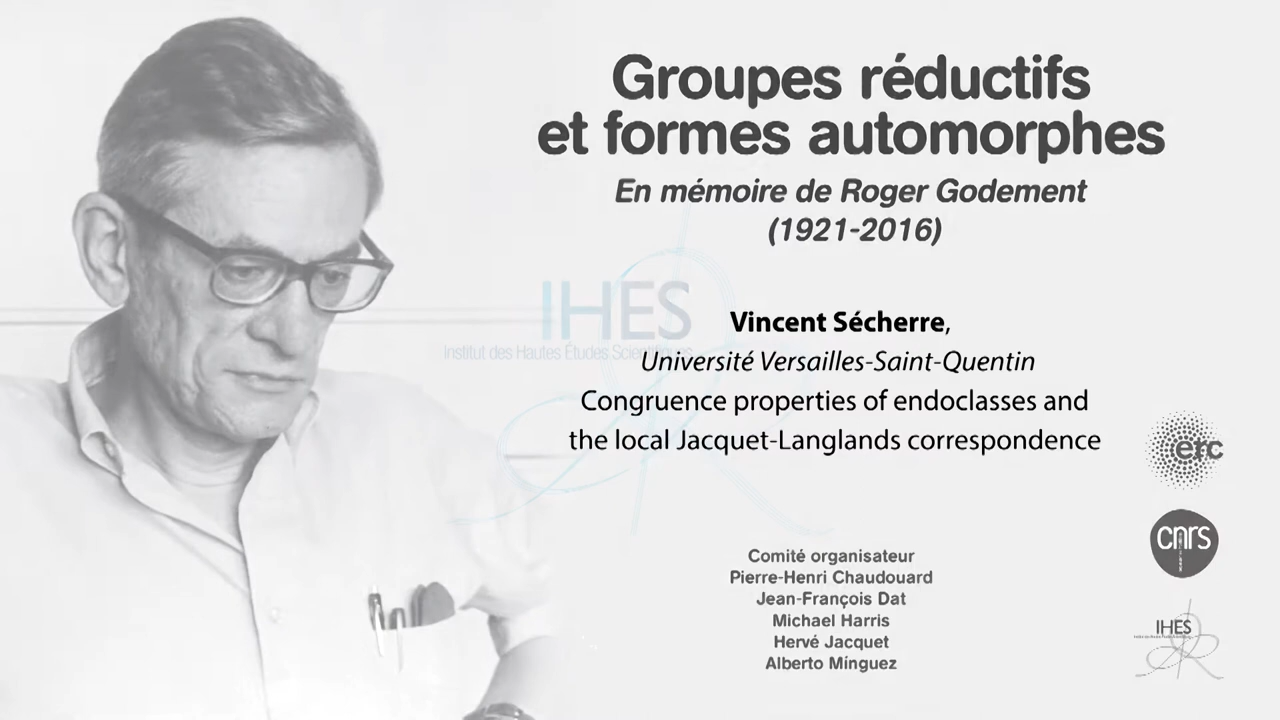 Groupes réductifs
et formes automorphes
En mémoire de Roger Godement
(1921-2016)
IHES
Institut des Hautes Études Scientifiques
Vincent Sécherre,
Université Versailles-Saint-Quentin
Congruence properties of endoclasses and
the local Jacquet-Langlands correspondence
erc
cnrs
Comité organisateur
Pierre-Henri Chaudouard
Jean-François Dat
Michael Harris
Hervé Jacquet
Alberto Mínguez
IHES